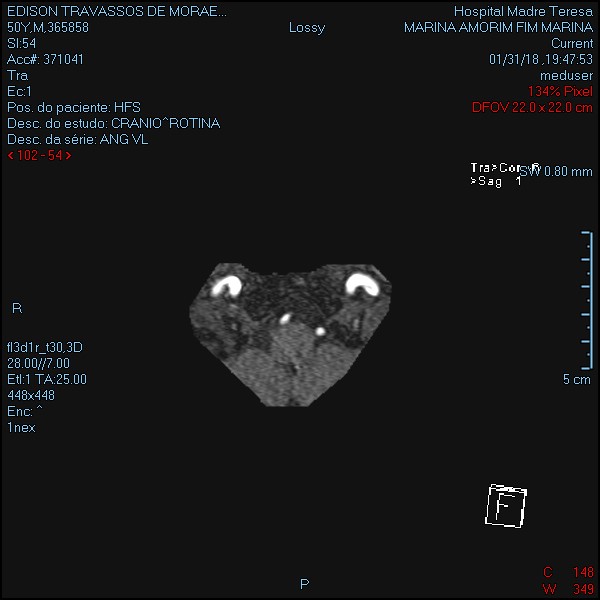 EDISON TRAVASSOS DE MORAE...
50Y,M,365858
Sl:54
Acc#: 371041
Tra
Ec:1
Pos. do paciente: HFS
Desc. do estudo: CRANIO^ROTINA
Desc. da série: ANG VL
< 102 - 54 >
Lossy
Hospital Madre Teresa
MARINA AMORIM FIM MARINA
Current
01/31/18 ,19:47:53
meduser
134% Pixel
DFOV 22.0 x 22.0 cm
Tra>Cor
SW 0.80 mm
>Sag 1
R
fl3d1r_t30,3D
28.00//7.00
Etl:1 TA:25.00
448x448
Enc: ^
1nex
5 cm
F
P
C 148
W 349